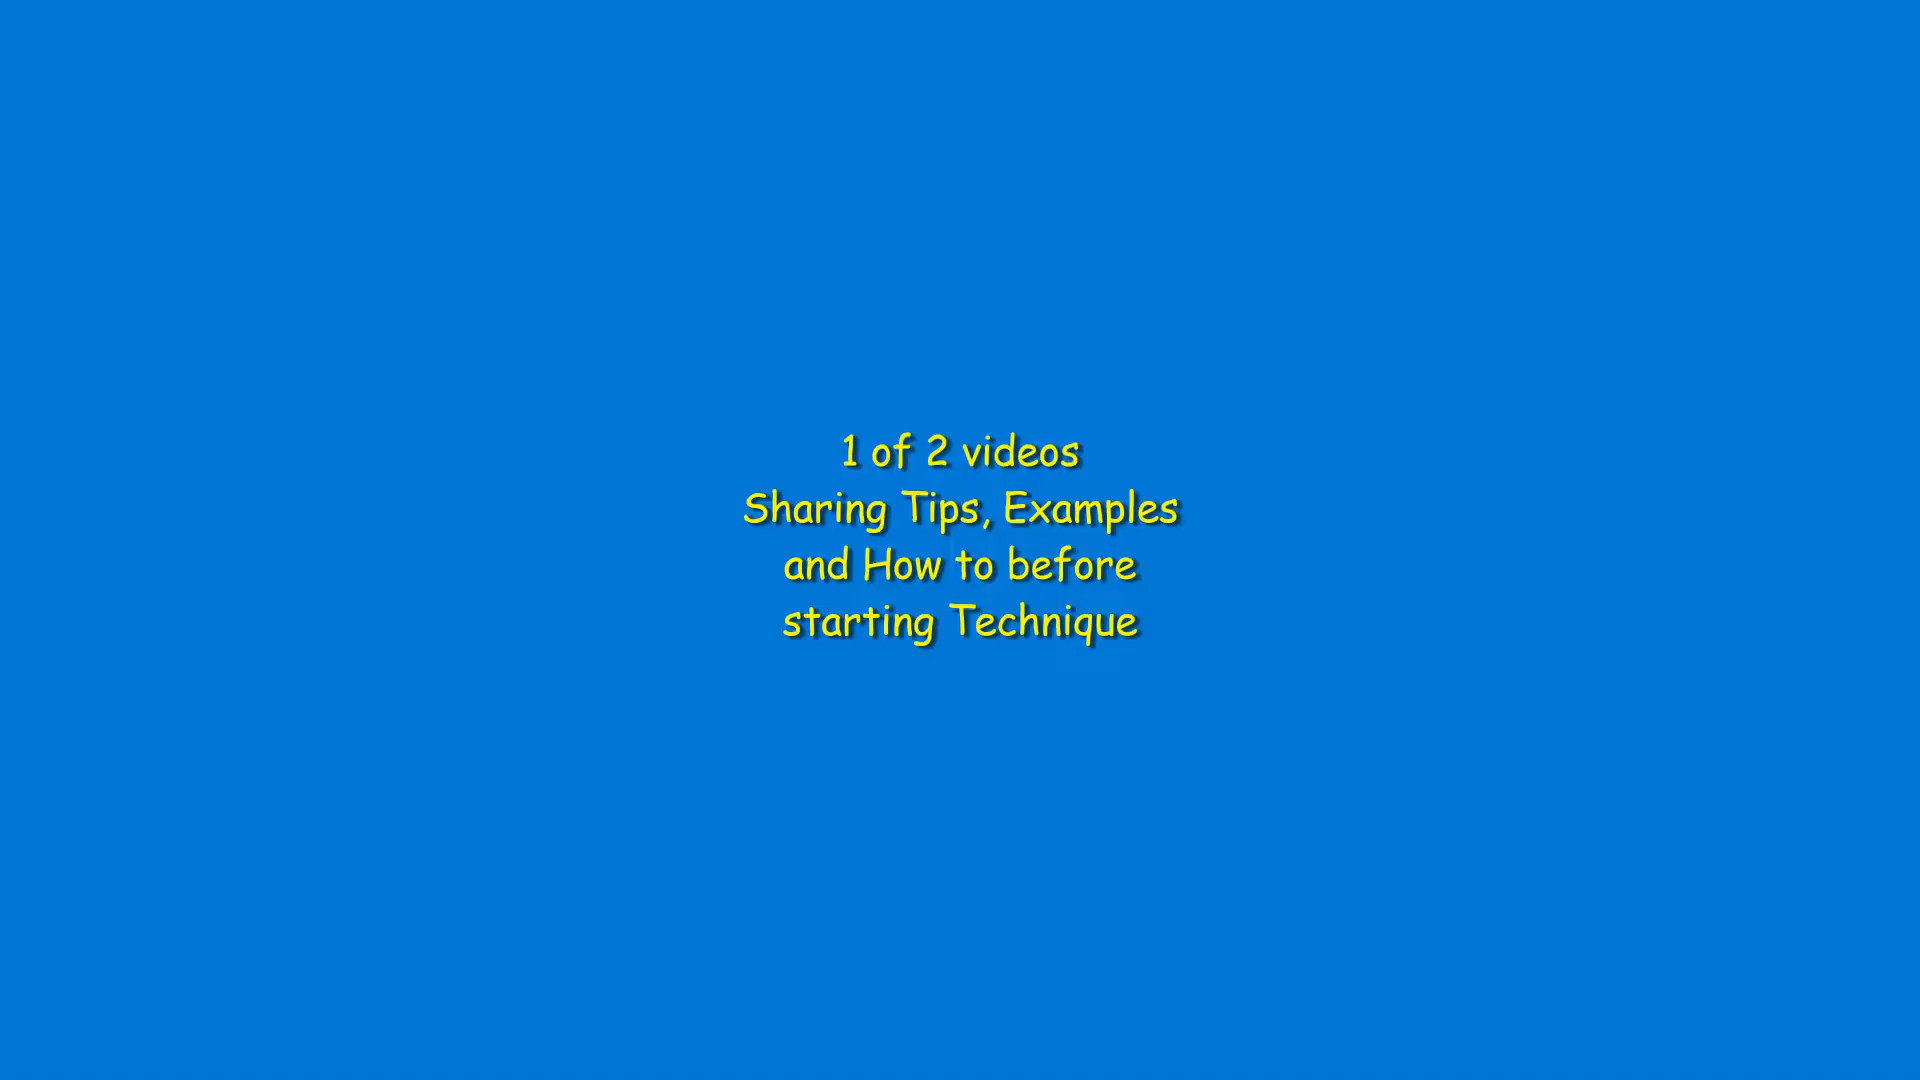 1 of 2 videos
Sharing Tips, Examples
and How to before
starting Technique